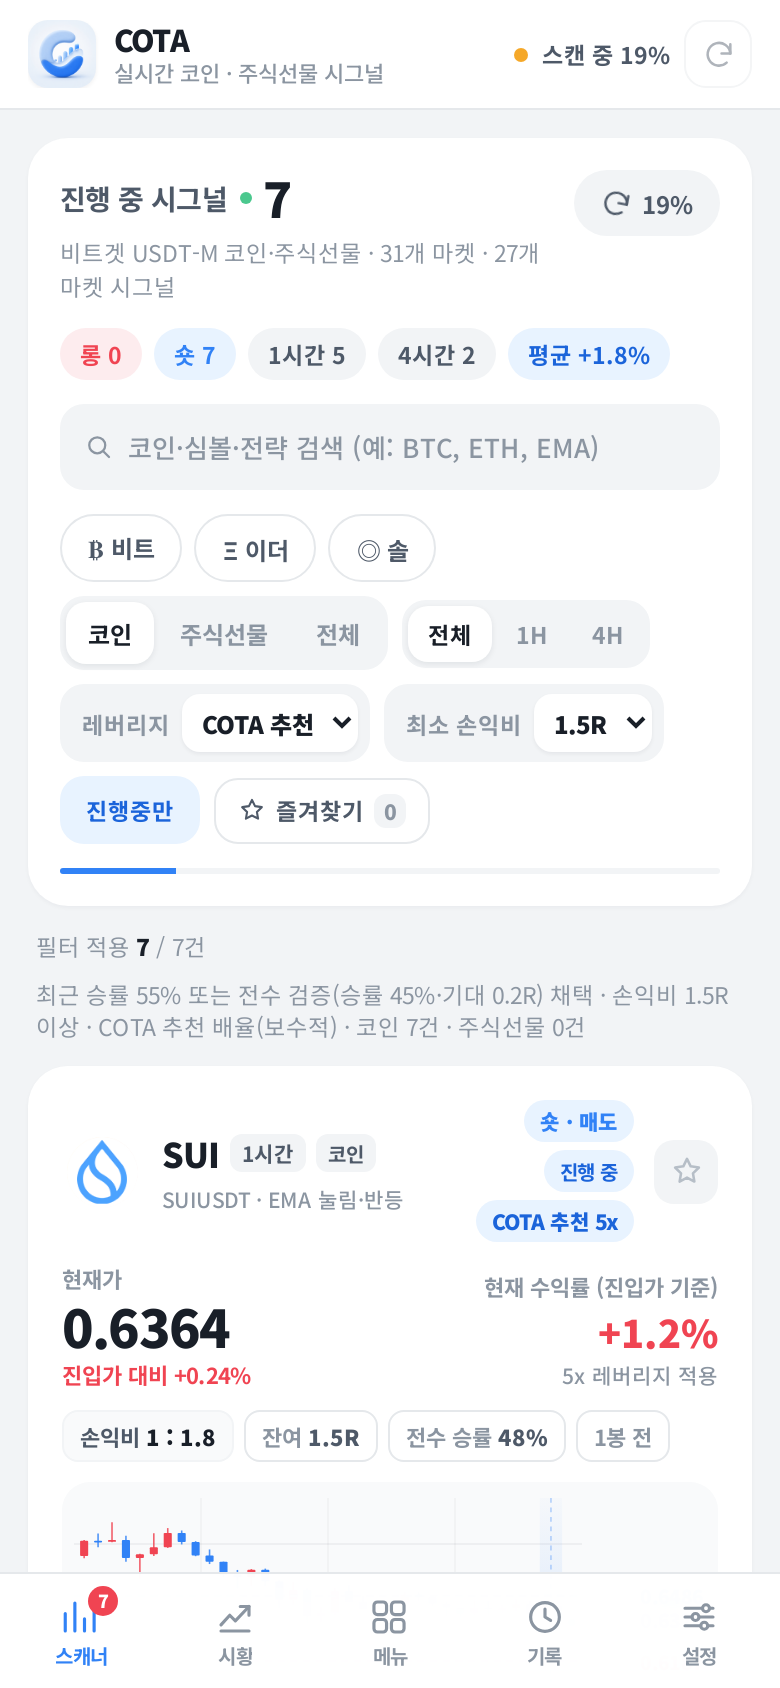 COTA
실시간 코인 · 주식선물 시그널
스캔 중 19%
진행 중 시그널 7
19%
비트겟 USDT-M 코인·주식선물 · 31개 마켓 · 27개
마켓 시그널
롱 0
숏 7
1시간 5
4시간 2
평균 +1.8%
코인·심볼·전략 검색 (예: BTC, ETH, EMA)
₿ 비트
Ξ 이더
◎ 솔
코인
주식선물
전체
전체
1H
4H
레버리지
COTA 추천
최소 손익비
1.5R
진행중만
즐겨찾기 0
필터 적용 7 / 7건
최근 승률 55% 또는 전수 검증(승률 45%·기대 0.2R) 채택 · 손익비 1.5R
이상 · COTA 추천 배율(보수적) · 코인 7건 · 주식선물 0건
숏 · 매도
SUI 1시간 코인
진행 중
SUIUSDT · EMA 눌림·반등
COTA 추천 5x
현재가
현재 수익률 (진입가 기준)
0.6364
+1.2%
진입가 대비 +0.24%
5x 레버리지 적용
손익비 1 : 1.8
잔여 1.5R
전수 승률 48%
1봉 전
7
스캐너
시황
메뉴
기록
설정